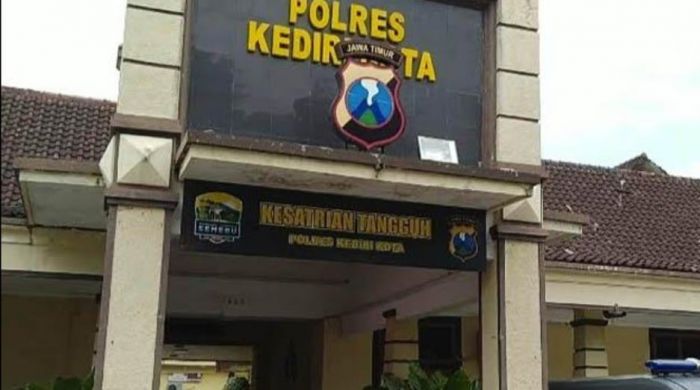 POLRES
KEDIRI KOTA
JAWA TIMUR
KESATRIAN TANGGUH
POLRES KEDIRI KOTA
SEMERU